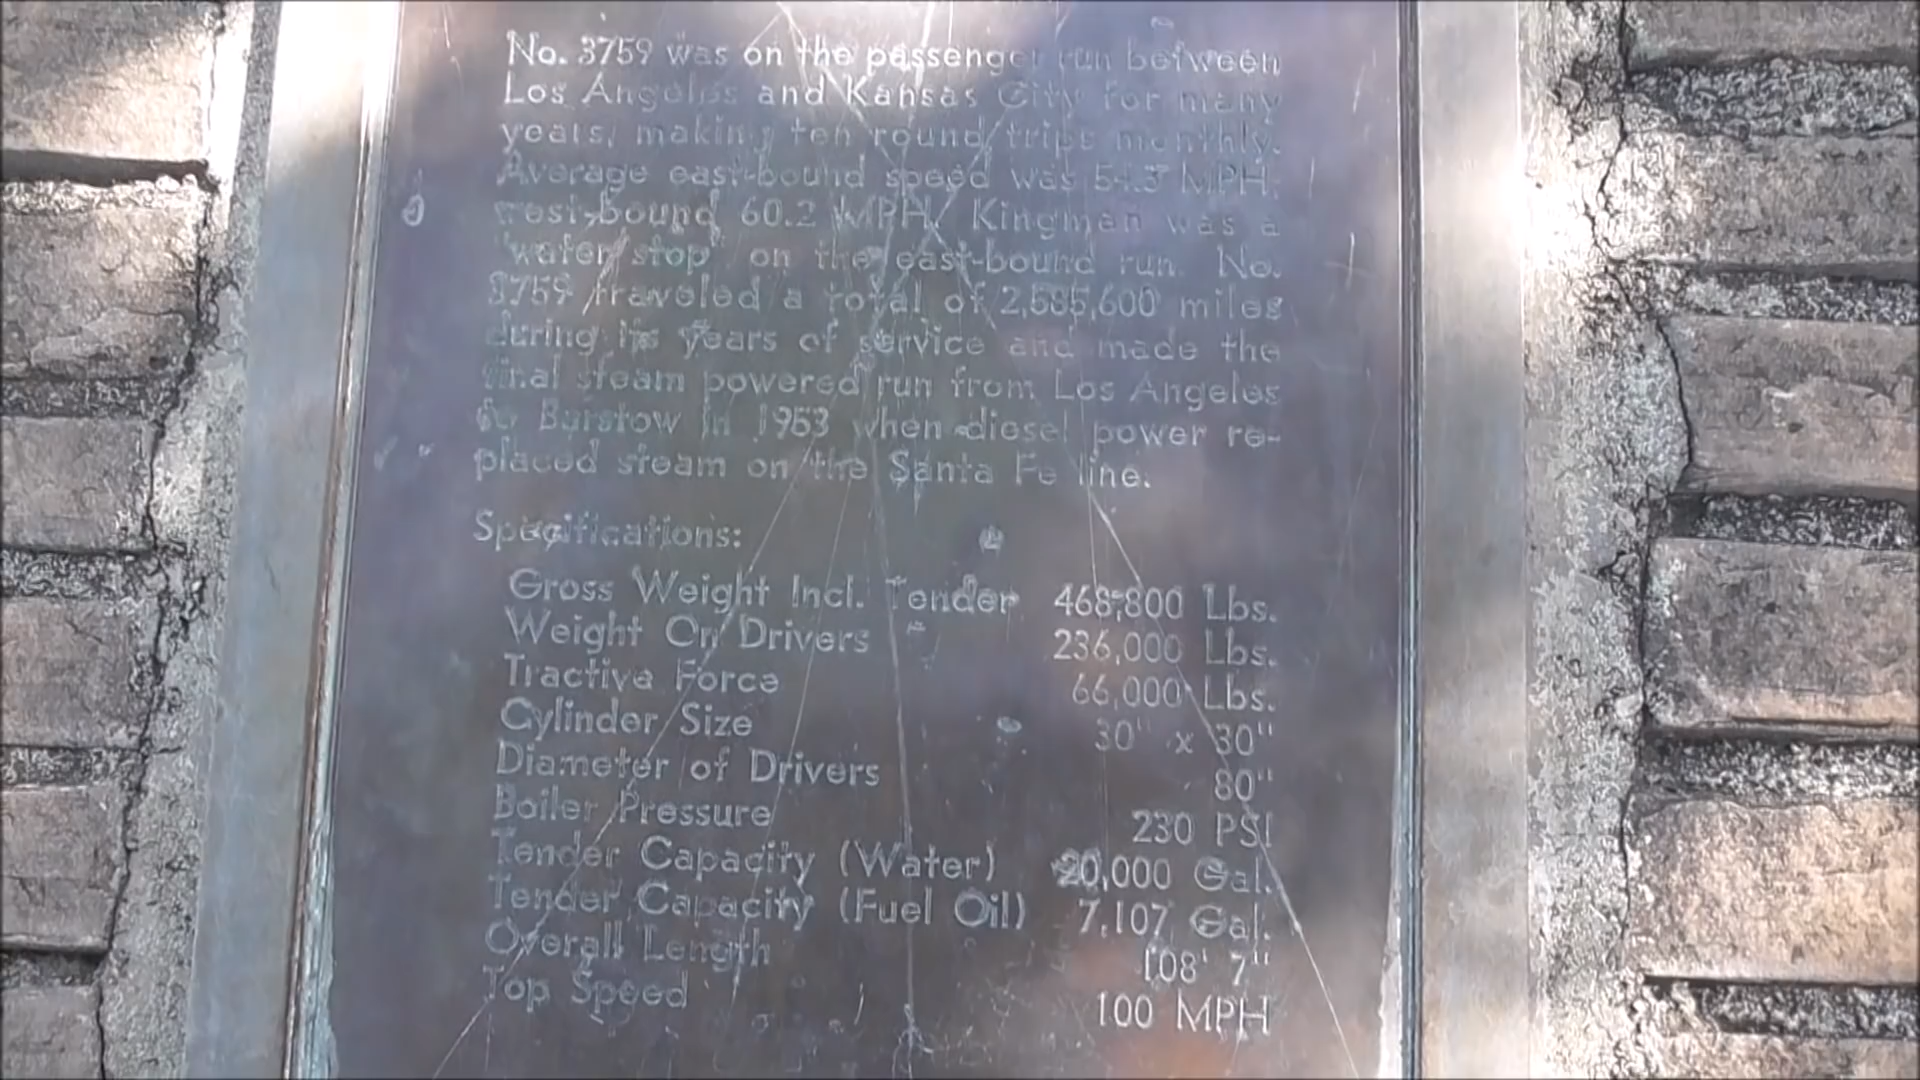 No. 3759 was on the passenger run between
Los Angeles and Kansas City for many
years, making ten round trips monthly.
Average east-bound speed was 54.3 MPH,
west-bound 60.2 MPH. Kingman was a
"water stop" on the east-bound run. No.
3759 traveled a total of 2,585,600 miles
during its years of service and made the
final steam powered run from Los Angeles
to Barstow in 1953 when diesel power re-
placed steam on the Santa Fe line.
Specifications:
Gross Weight Incl. Tender 468,800 Lbs.
Weight On Drivers 236,000 Lbs.
Tractive Force 66,000 Lbs.
Cylinder Size 30" x 30"
Diameter of Drivers 80"
Boiler Pressure 230 PSI
Tender Capacity (Water) 20,000 Gal.
Tender Capacity (Fuel Oil) 7,107 Gal.
Overall Length 108' 7"
Top Speed 100 MPH